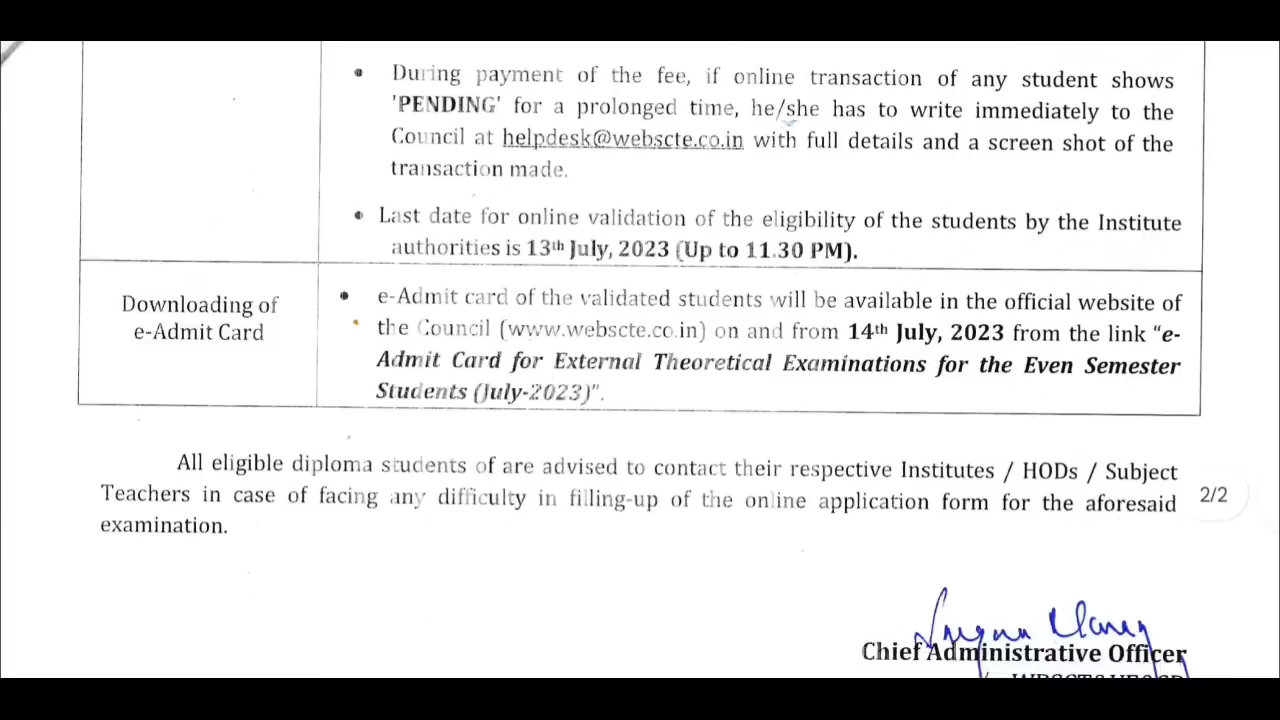 • During payment of the fee, if online transaction of any student shows
'PENDING' for a prolonged time, he/she has to write immediately to the
Council at helpdesk@webscte.co.in with full details and a screen shot of the
transaction made.
• Last date for online validation of the eligibility of the students by the Institute
authorities is 13th July, 2023 (Up to 11.30 PM).
Downloading of
e-Admit Card
• e-Admit card of the validated students will be available in the official website of
the Council (www.webscte.co.in) on and from 14th July, 2023 from the link “e-
Admit Card for External Theoretical Examinations for the Even Semester
Students (July-2023)”.
All eligible diploma students of are advised to contact their respective Institutes / HODs / Subject
Teachers in case of facing any difficulty in filling-up of the online application form for the aforesaid
examination.
2/2
Chief Administrative Officer